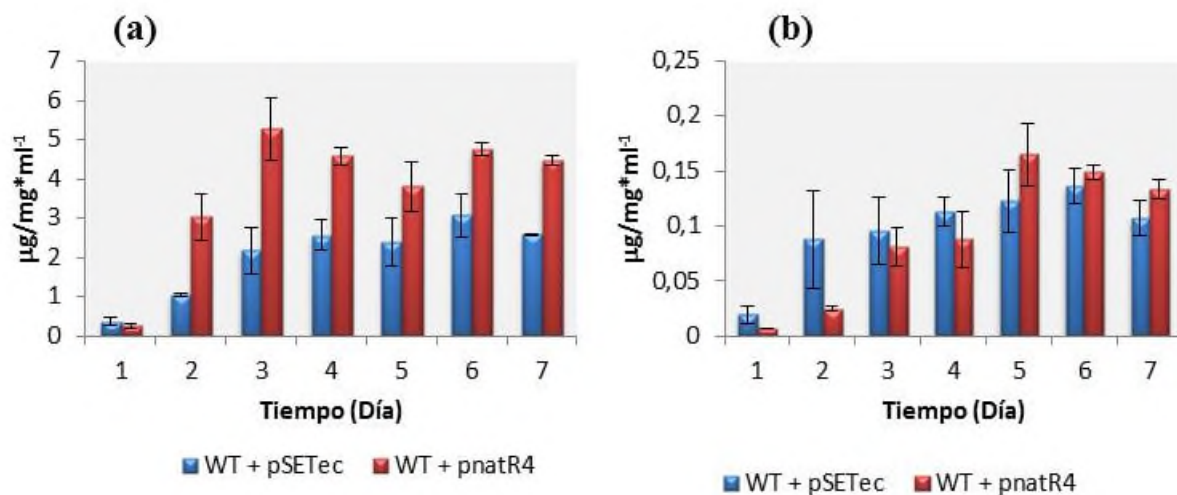 (a)
7
6
5
4
3
2
1
0
µg/mg*ml-1
1 2 3 4 5 6 7
Tiempo (Día)
WT + pSETec WT + pnatR4
(b)
0,25
0,2
0,15
0,1
0,05
0
µg/mg*ml-1
1 2 3 4 5 6 7
Tiempo (Día)
WT + pSETec WT + pnatR4